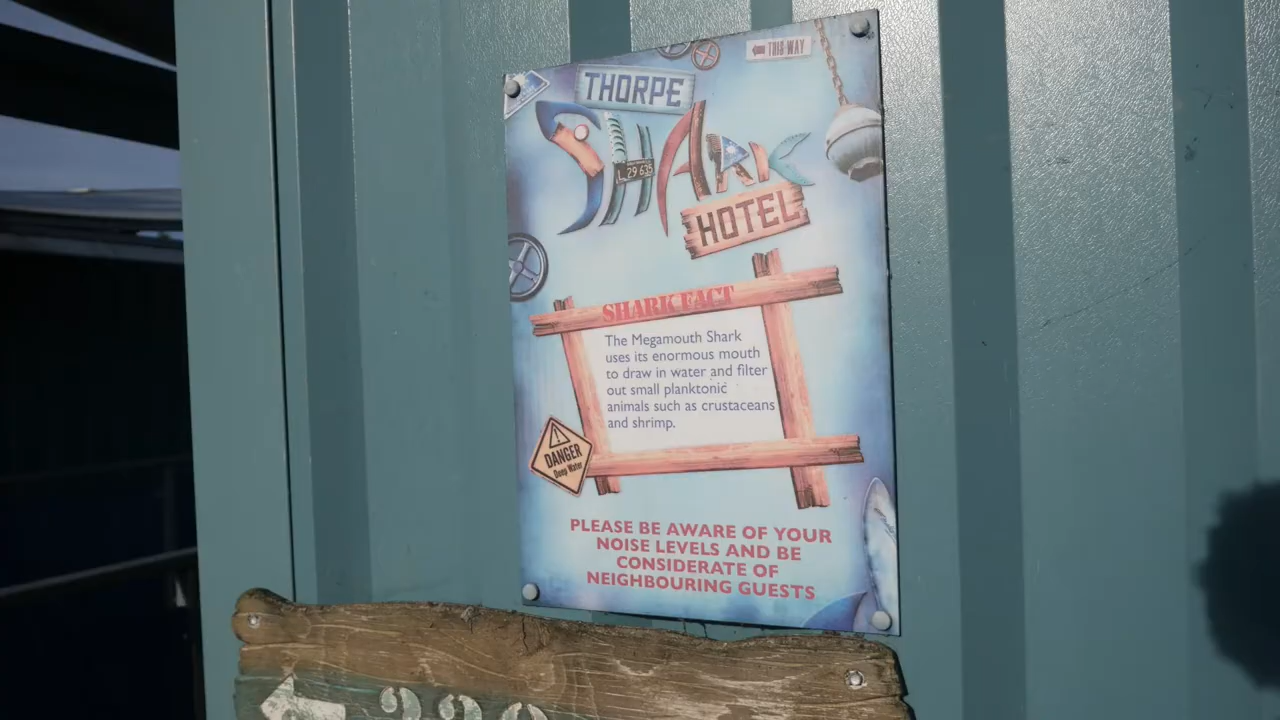 THIS WAY
THORPE
SHARK
L 29 635
HOTEL
SHARK FACT
The Megamouth Shark
uses its enormous mouth
to draw in water and filter
out small planktonic
animals such as crustaceans
and shrimp.
DANGER
Deep Water
PLEASE BE AWARE OF YOUR
NOISE LEVELS AND BE
CONSIDERATE OF
NEIGHBOURING GUESTS